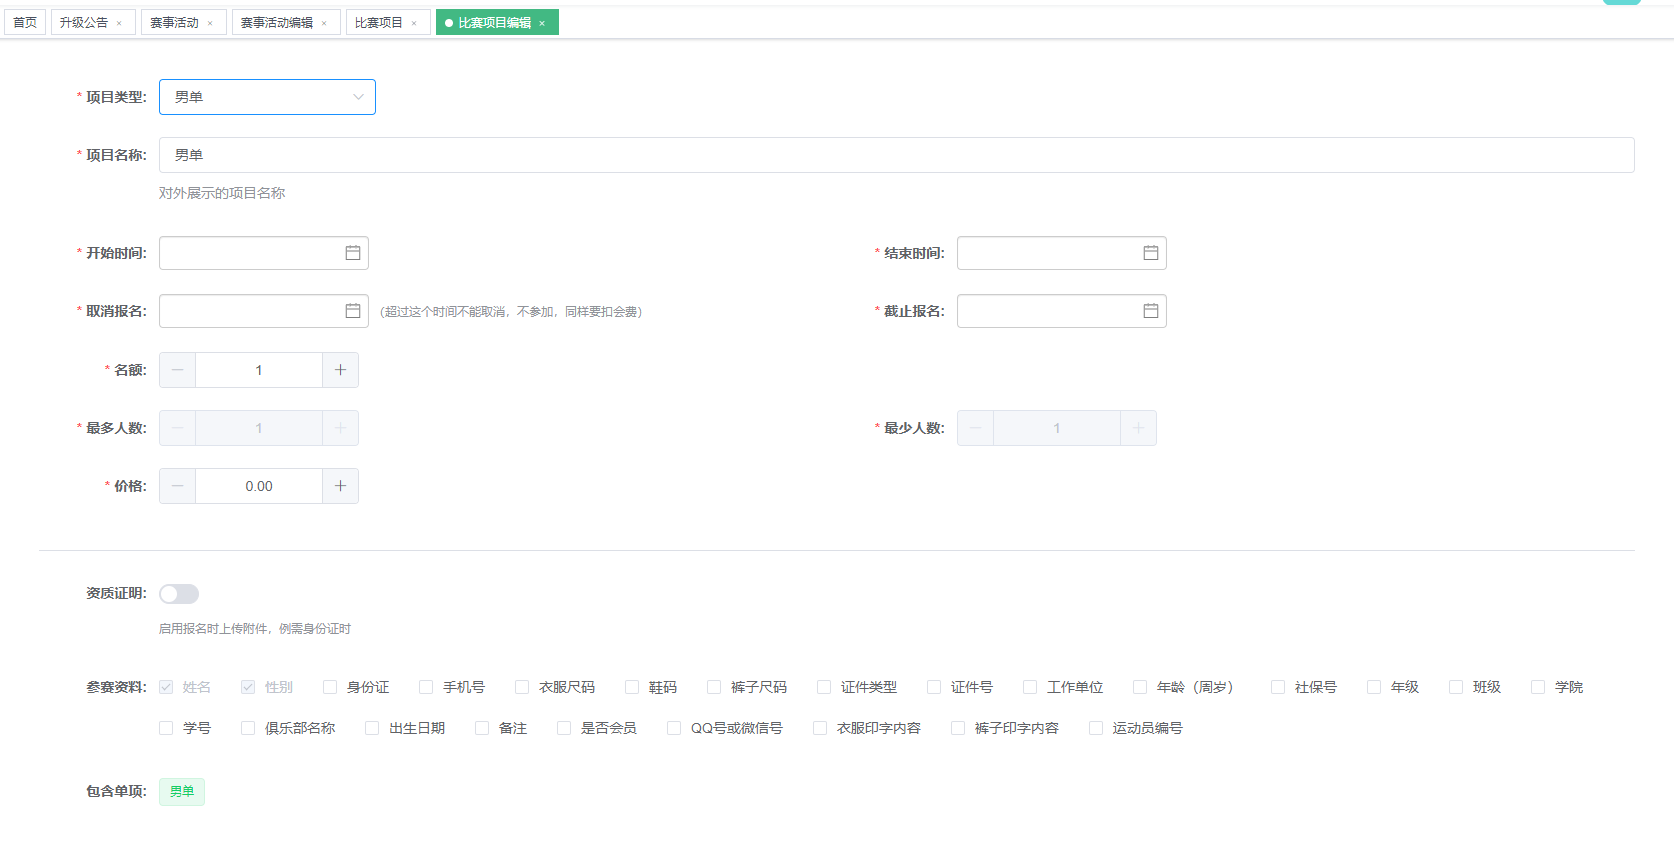 首页 升级公告 × 赛事活动 × 赛事活动编辑 × 比赛项目 × 比赛项目编辑 ×
* 项目类型: 男单
* 项目名称: 男单
对外展示的项目名称
* 开始时间: * 结束时间:
* 取消报名: (超过这个时间不能取消，不参加，同样要扣会费) * 截止报名:
* 名额: 1
* 最多人数: 1 * 最少人数: 1
* 价格: 0.00
资质证明:
启用报名时上传附件，例需身份证时
参赛资料: 姓名 性别 身份证 手机号 衣服尺码 鞋码 裤子尺码 证件类型 证件号 工作单位 年龄（周岁） 社保号 年级 班级 学院
学号 俱乐部名称 出生日期 备注 是否会员 QQ号或微信号 衣服印字内容 裤子印字内容 运动员编号
包含单项: 男单